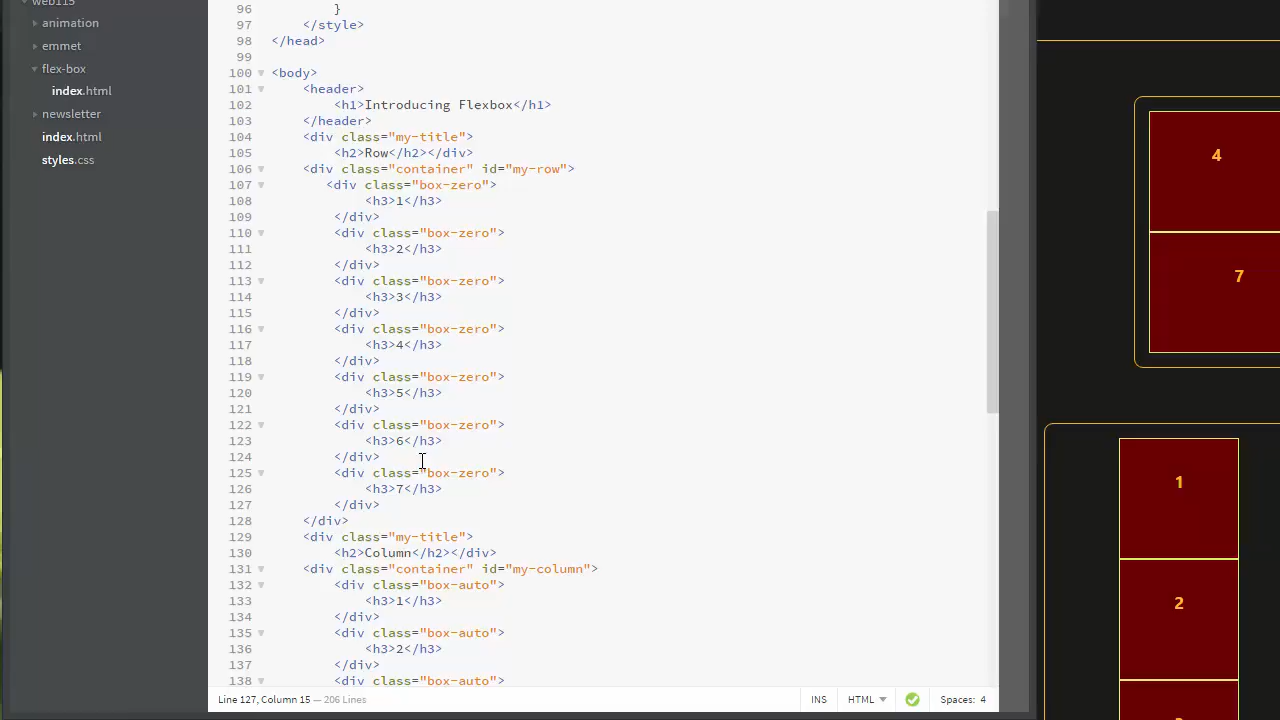 web115
animation
emmet
flex-box
index.html
newsletter
index.html
styles.css
96 }
97 </style>
98 </head>
99
100 <body>
101 <header>
102 <h1>Introducing Flexbox</h1>
103 </header>
104 <div class="my-title">
105 <h2>Row</h2></div>
106 <div class="container" id="my-row">
107 <div class="box-zero">
108 <h3>1</h3>
109 </div>
110 <div class="box-zero">
111 <h3>2</h3>
112 </div>
113 <div class="box-zero">
114 <h3>3</h3>
115 </div>
116 <div class="box-zero">
117 <h3>4</h3>
118 </div>
119 <div class="box-zero">
120 <h3>5</h3>
121 </div>
122 <div class="box-zero">
123 <h3>6</h3>
124 </div>
125 <div class="box-zero">
126 <h3>7</h3>
127 </div>
128 </div>
129 <div class="my-title">
130 <h2>Column</h2></div>
131 <div class="container" id="my-column">
132 <div class="box-auto">
133 <h3>1</h3>
134 </div>
135 <div class="box-auto">
136 <h3>2</h3>
137 </div>
138 <div class="box-auto">
Line 127, Column 15 — 206 Lines
INS
HTML
Spaces: 4
4
7
1
2